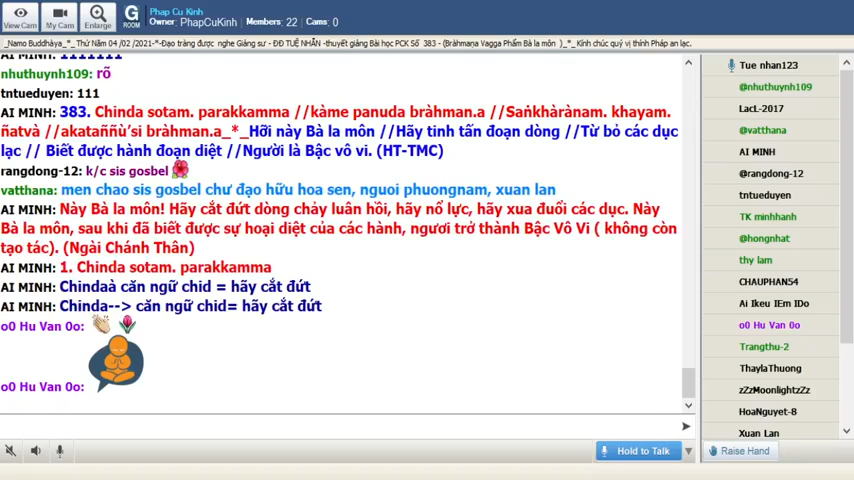 Phap Cu Kinh
Owner: PhapCuKinh Members: 22 Cams: 0
View Cam My Cam Enlarge G ROOM
_Namo Buddhàya_*_ Thứ Năm 04 /02 /2021-*-Đạo tràng được nghe Giảng sư - ĐĐ TUỆ NHẪN -thuyết giảng Bài học PCK Số 383 - (Bràhmaṇa Vagga Phẩm Bà la môn )_*_Kính chúc quý vị thính Pháp an lạc.
AI MINH: 1111111
nhuthuynh109: rõ
tntueduyen: 111
AI MINH: 383. Chinda sotam. parakkamma //kàme panuda bràhman.a //Saṅkhàrànam. khayam.
ñatvà //akataññù'si bràhman.a_*_Hỡi này Bà la môn //Hãy tinh tấn đoạn dòng //Từ bỏ các dục
lạc // Biết được hành đoạn diệt //Người là Bậc vô vi. (HT-TMC)
rangdong-12: k/c sis gosbel
vatthana: men chao sis gosbel chư đạo hữu hoa sen, nguoi phuongnam, xuan lan
AI MINH: Này Bà la môn! Hãy cắt đứt dòng chảy luân hồi, hãy nổ lực, hãy xua đuổi các dục. Này
Bà la môn, sau khi đã biết được sự hoại diệt của các hành, ngươi trở thành Bậc Vô Vi ( không còn
tạo tác). (Ngài Chánh Thân)
AI MINH: 1. Chinda sotam. parakkamma
AI MINH: Chindaà căn ngữ chid = hãy cắt đứt
AI MINH: Chinda--> căn ngữ chid= hãy cắt đứt
o0 Hu Van 0o:
o0 Hu Van 0o:
Hold to Talk
Tue nhan123
@nhuthuynh109
LacL-2017
@vatthana
AI MINH
@rangdong-12
tntueduyen
TK minhhanh
@hongnhat
thy lam
CHAUPHAN54
Ai Ikeu IEm IDo
o0 Hu Van 0o
Trangthu-2
ThaylaThuong
zZzMoonlightzZz
HoaNguyet-8
Xuan Lan
Raise Hand